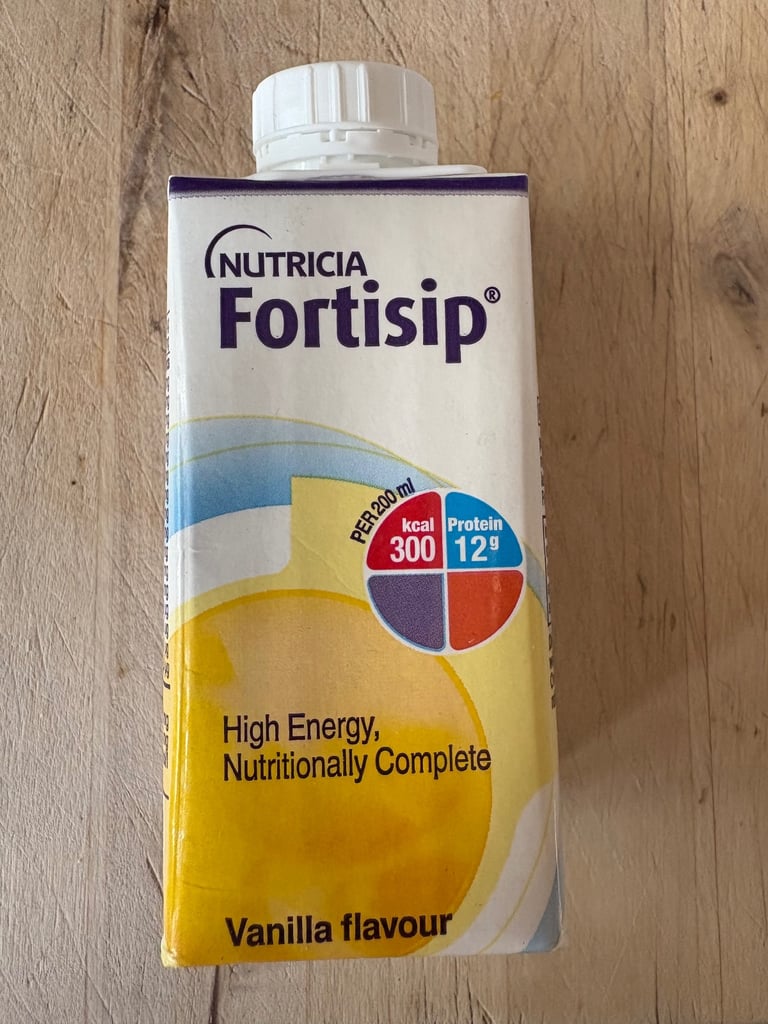 NUTRICIA
Fortisip®
PER 200 ml
kcal
300
Protein
12g
High Energy,
Nutritionally Complete
Vanilla flavour